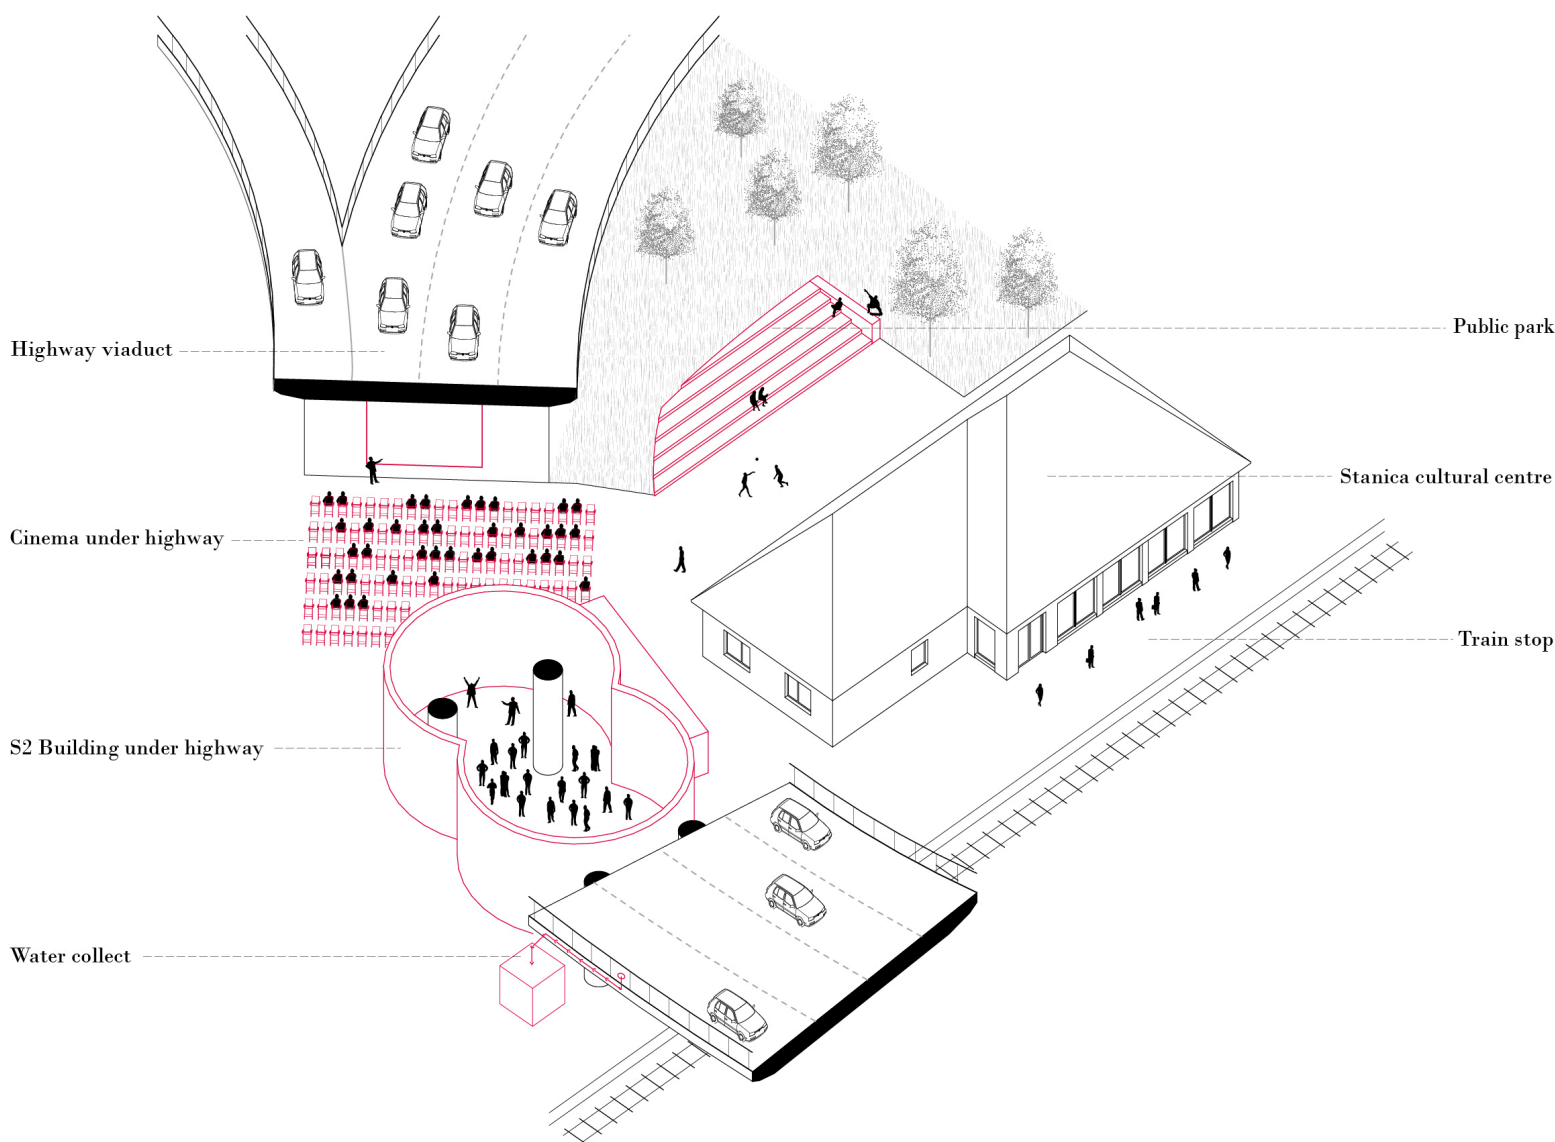 Public park
Highway viaduct
Stanica cultural centre
Cinema under highway
Train stop
S2 Building under highway
Water collect